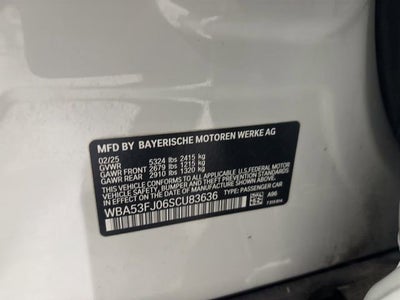 MFD BY BAYERISCHE MOTOREN WERKE AG
02/25
GVWR 5324 lbs 2415 kg
GAWR FRONT 2679 lbs 1215 kg
GAWR REAR 2910 lbs 1320 kg
THIS VEHICLE CONFORMS TO ALL APPLICABLE U.S. FEDERAL MOTOR
VEHICLE SAFETY, BUMPER, AND THEFT PREVENTION STANDARDS IN EFFECT ON THE
DATE OF MANUFACTURE SHOWN ABOVE.
WBA53FJ06SCU83636
TYPE: PASSENGER CAR
A96